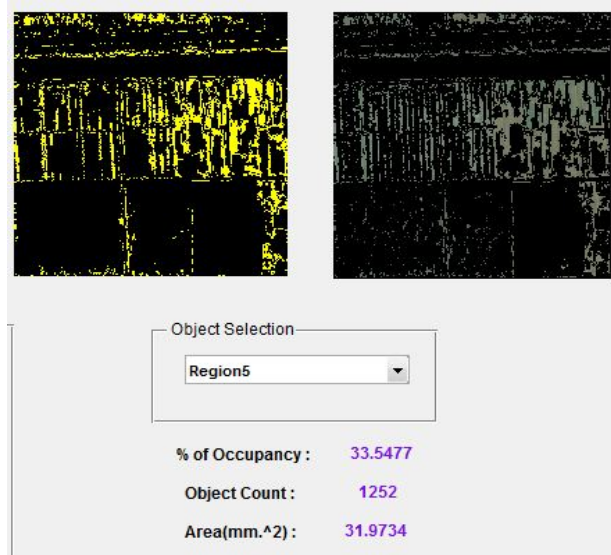 Object Selection
Region5
% of Occupancy : 33.5477
Object Count : 1252
Area(mm.^2) : 31.9734